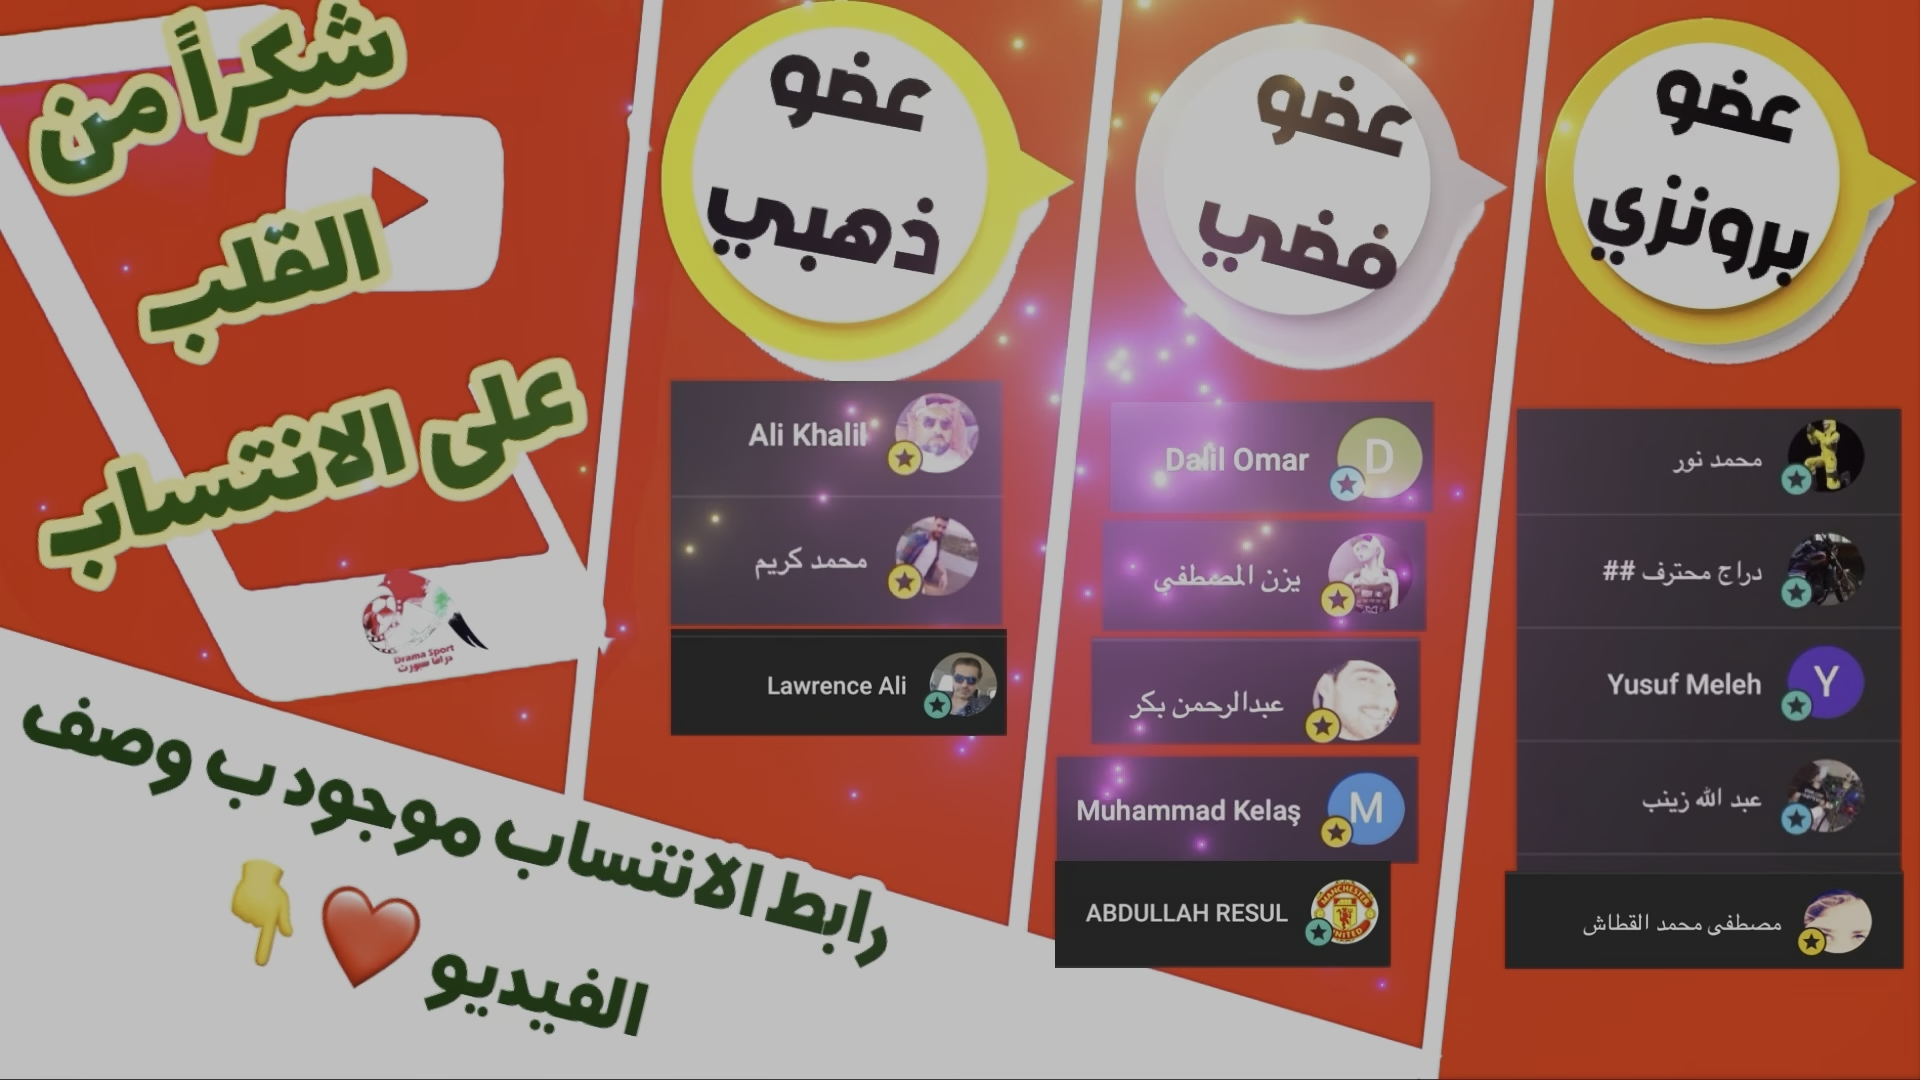 شكراً من
القلب
على الانتساب
Drama Sport
دراما سبورت
رابط الانتساب موجود ب وصف
الفيديو
عضو
ذهبي
Ali Khalil
محمد كريم
Lawrence Ali
عضو
فضي
D
Dalil Omar
يزن المصطفي
عبدالرحمن بكر
M
Muhammad Kelaş
ABDULLAH RESUL
MANCHESTER
UNITED
عضو
برونزي
محمد نور
دراج محترف ##
Y
Yusuf Meleh
عبد الله زينب
مصطفى محمد القطاش